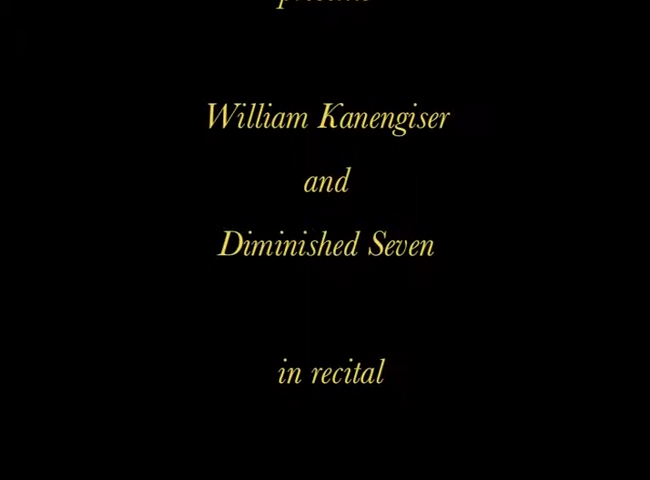 William Kanengiser
and
Diminished Seven
in recital